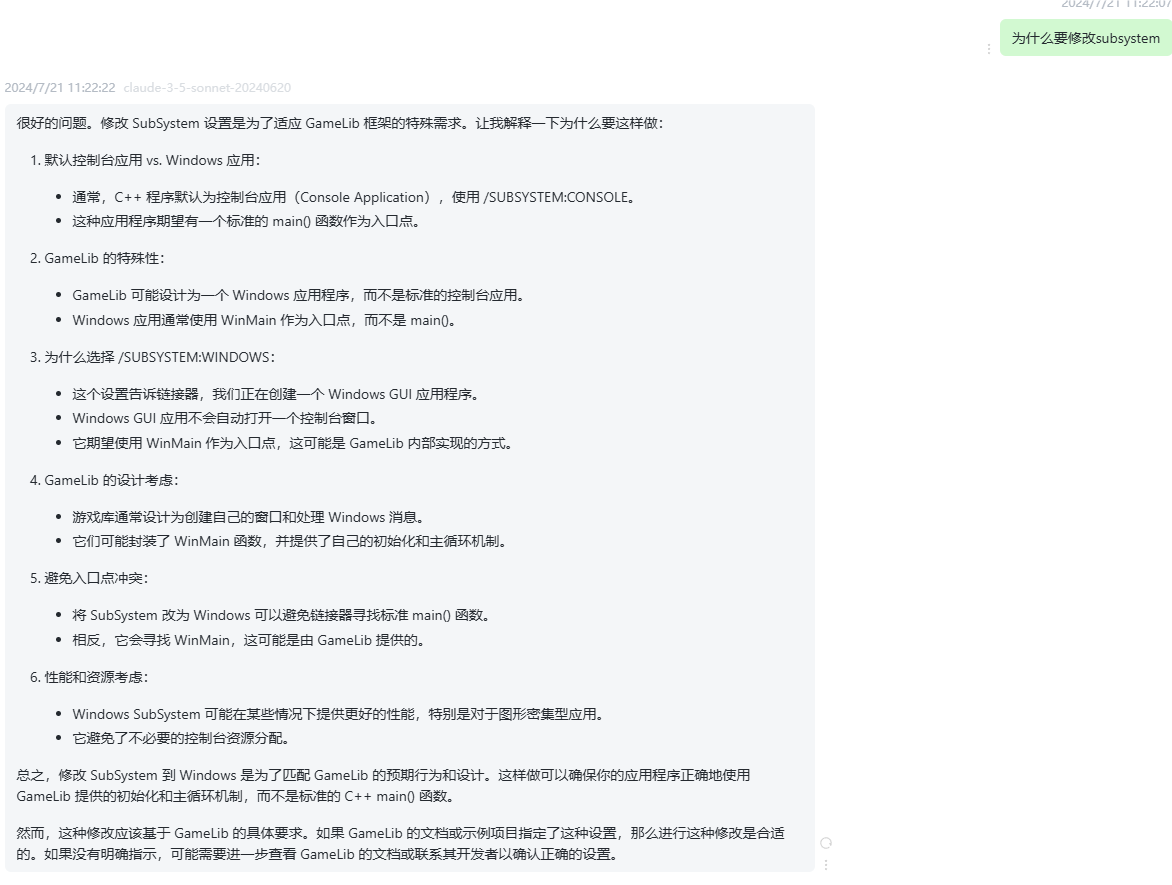 2024/7/21 11:22:07
为什么要修改subsystem
2024/7/21 11:22:22 claude-3-5-sonnet-20240620
很好的问题。修改 SubSystem 设置是为了适应 GameLib 框架的特殊需求。让我解释一下为什么要这样做：
1. 默认控制台应用 vs. Windows 应用：
• 通常，C++ 程序默认为控制台应用（Console Application），使用 /SUBSYSTEM:CONSOLE。
• 这种应用程序期望有一个标准的 main() 函数作为入口点。
2. GameLib 的特殊性：
• GameLib 可能设计为一个 Windows 应用程序，而不是标准的控制台应用。
• Windows 应用通常使用 WinMain 作为入口点，而不是 main()。
3. 为什么选择 /SUBSYSTEM:WINDOWS：
• 这个设置告诉链接器，我们正在创建一个 Windows GUI 应用程序。
• Windows GUI 应用不会自动打开一个控制台窗口。
• 它期望使用 WinMain 作为入口点，这可能是 GameLib 内部实现的方式。
4. GameLib 的设计考虑：
• 游戏库通常设计为创建自己的窗口和处理 Windows 消息。
• 它们可能封装了 WinMain 函数，并提供了自己的初始化和主循环机制。
5. 避免入口点冲突：
• 将 SubSystem 改为 Windows 可以避免链接器寻找标准 main() 函数。
• 相反，它会寻找 WinMain，这可能是由 GameLib 提供的。
6. 性能和资源考虑：
• Windows SubSystem 可能在某些情况下提供更好的性能，特别是对于图形密集型应用。
• 它避免了不必要的控制台资源分配。
总之，修改 SubSystem 到 Windows 是为了匹配 GameLib 的预期行为和设计。这样做可以确保你的应用程序正确地使用
GameLib 提供的初始化和主循环机制，而不是标准的 C++ main() 函数。
然而，这种修改应该基于 GameLib 的具体要求。如果 GameLib 的文档或示例项目指定了这种设置，那么进行这种修改是合适
的。如果没有明确指示，可能需要进一步查看 GameLib 的文档或联系其开发者以确认正确的设置。